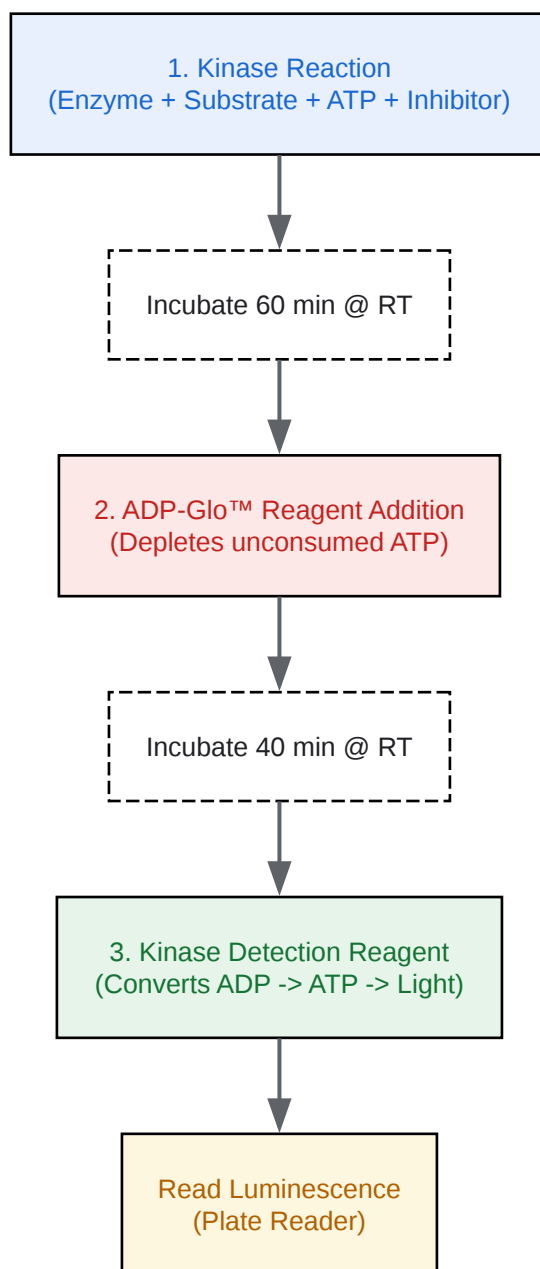 1. Kinase Reaction
(Enzyme + Substrate + ATP + Inhibitor)
Incubate 60 min @ RT
2. ADP-Glo™ Reagent Addition
(Depletes unconsumed ATP)
Incubate 40 min @ RT
3. Kinase Detection Reagent
(Converts ADP -> ATP -> Light)
Read Luminescence
(Plate Reader)